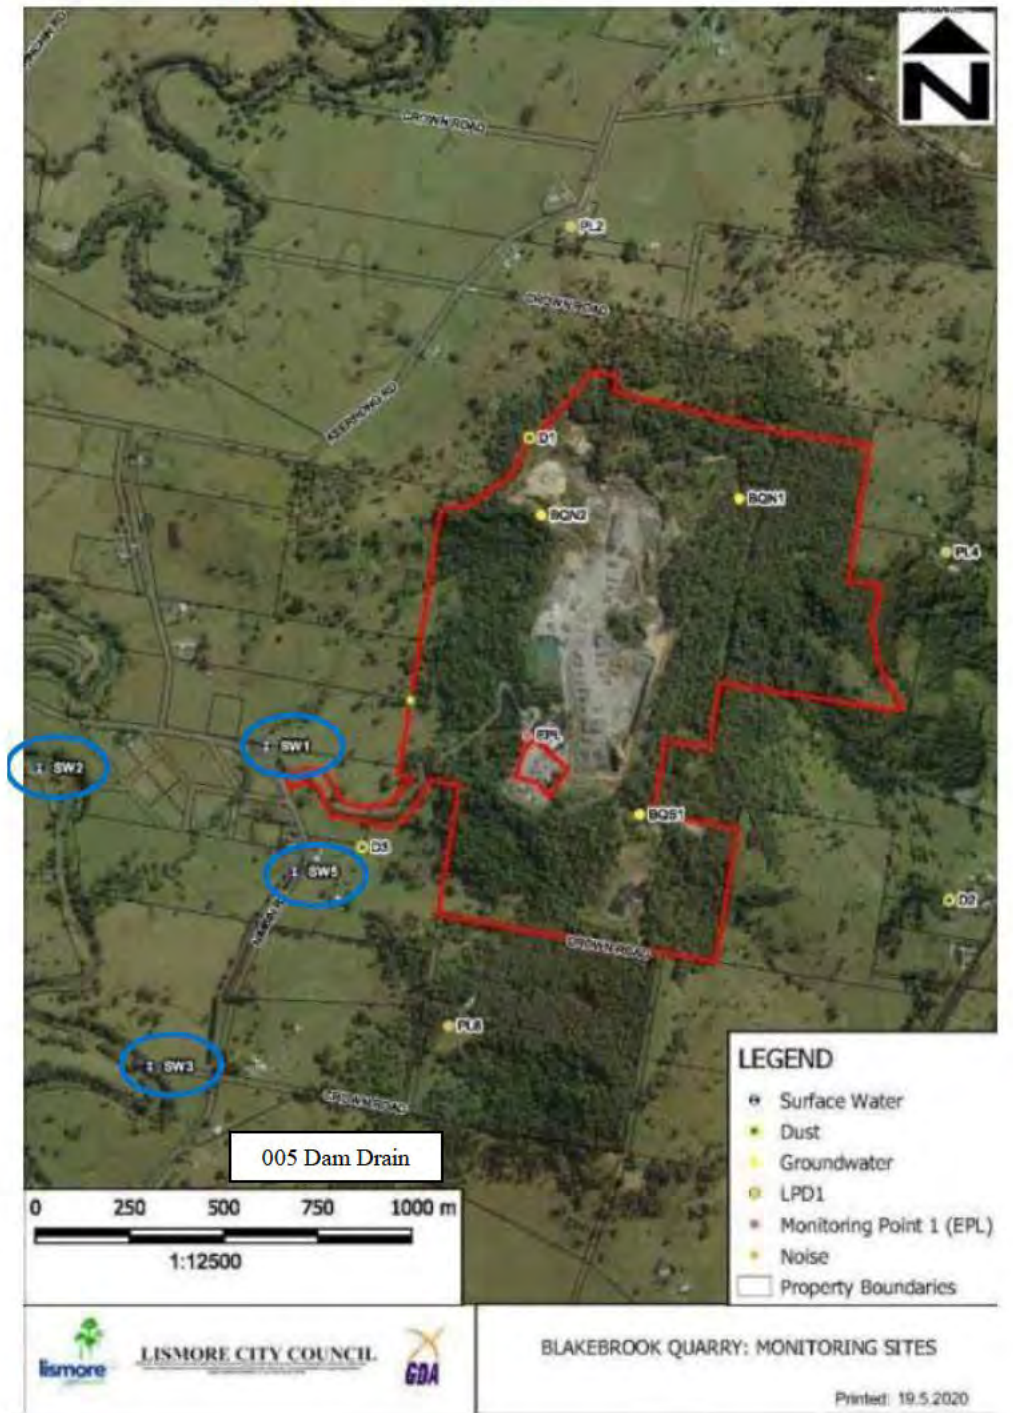 N
CROWN ROAD
PL2
CROWN ROAD
KEERRONG RD
D1
BQN1
BQN2
PL4
EPL
SW1
SW2
BQS1
D3
SW5
D2
CROWN ROAD
PL8
SW3
CROWN ROAD
005 Dam Drain
LEGEND
Surface Water
Dust
Groundwater
LPD1
Monitoring Point 1 (EPL)
Noise
Property Boundaries
0 250 500 750 1000 m
1:12500
lismore
LISMORE CITY COUNCIL
GDA
BLAKEBROOK QUARRY: MONITORING SITES
Printed: 19.5.2020